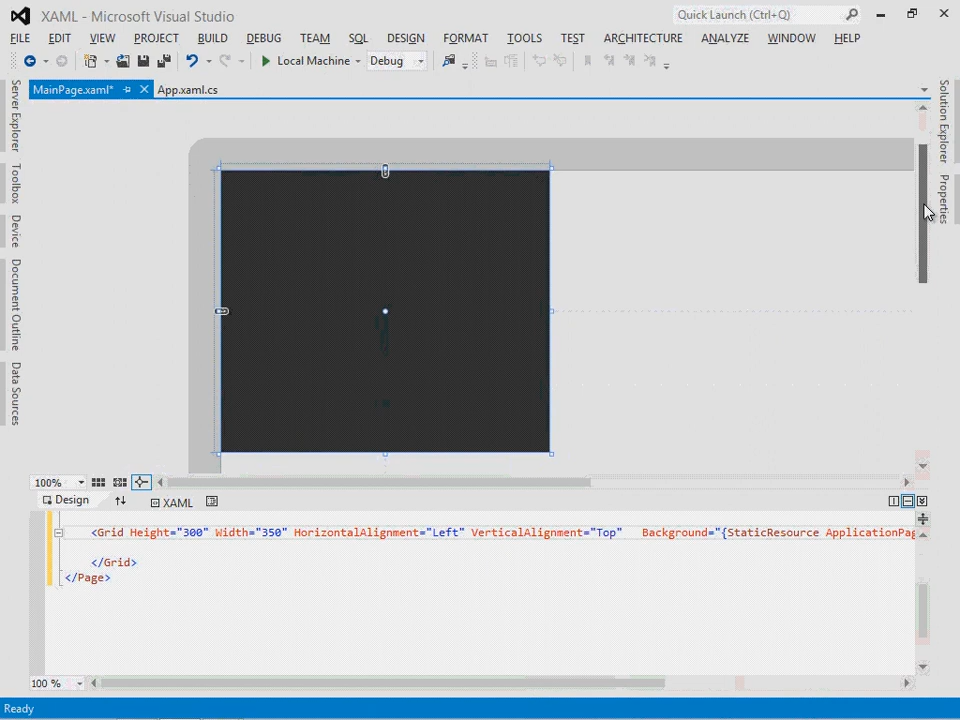 XAML - Microsoft Visual Studio
Quick Launch (Ctrl+Q)
FILE EDIT VIEW PROJECT BUILD DEBUG TEAM SQL DESIGN FORMAT TOOLS TEST ARCHITECTURE ANALYZE WINDOW HELP
Local Machine Debug
MainPage.xaml* App.xaml.cs
Server Explorer
Toolbox
Device
Document Outline
Data Sources
Solution Explorer
Properties
100%
Design XAML
<Grid Height="300" Width="350" HorizontalAlignment="Left" VerticalAlignment="Top" Background="{StaticResource ApplicationPag
</Grid>
</Page>
100 %
Ready